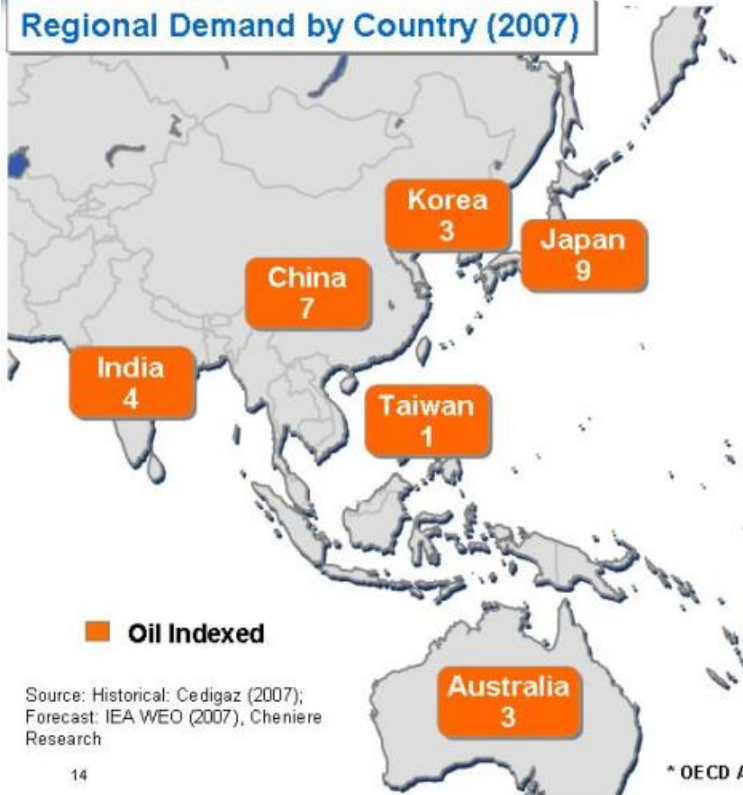 Regional Demand by Country (2007)
Korea
3
Japan
9
China
7
India
4
Taiwan
1
Oil Indexed
Australia
3
Source: Historical: Cedigaz (2007);
Forecast: IEA WEO (2007), Cheniere
Research
14
* OECD A